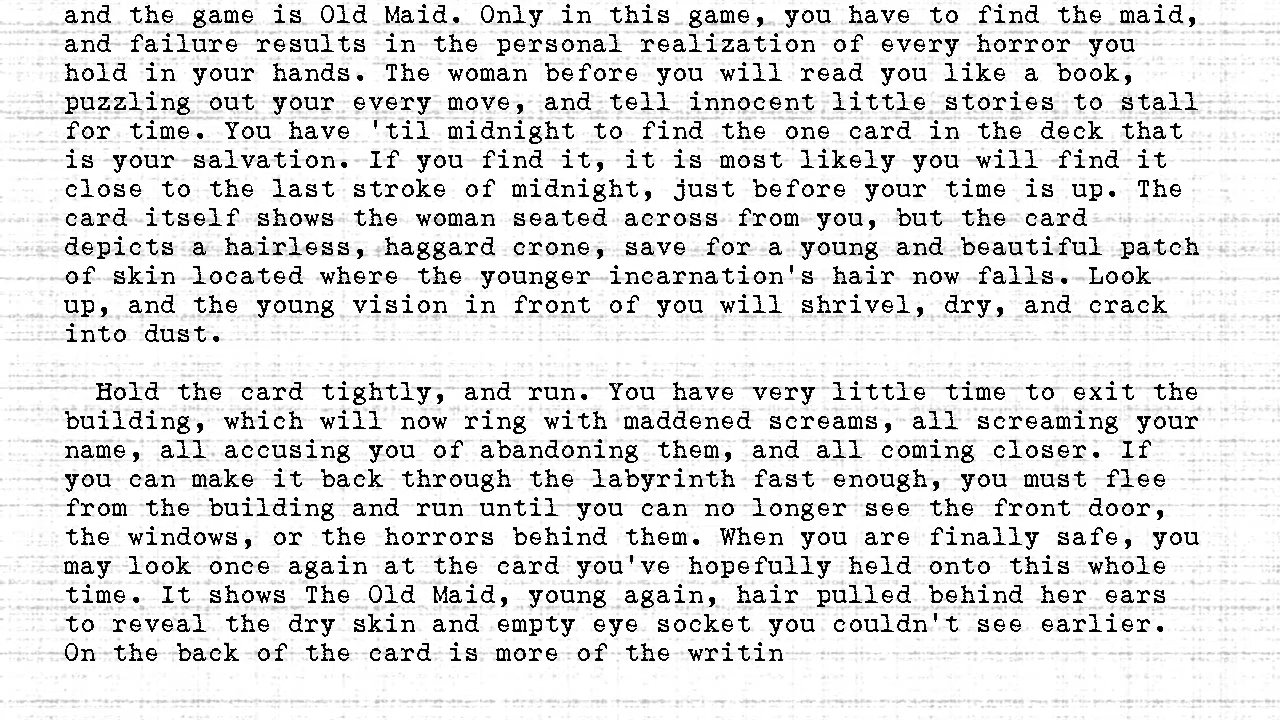 and the game is Old Maid. Only in this game, you have to find the maid,
and failure results in the personal realization of every horror you
hold in your hands. The woman before you will read you like a book,
puzzling out your every move, and tell innocent little stories to stall
for time. You have 'til midnight to find the one card in the deck that
is your salvation. If you find it, it is most likely you will find it
close to the last stroke of midnight, just before your time is up. The
card itself shows the woman seated across from you, but the card
depicts a hairless, haggard crone, save for a young and beautiful patch
of skin located where the younger incarnation's hair now falls. Look
up, and the young vision in front of you will shrivel, dry, and crack
into dust.
Hold the card tightly, and run. You have very little time to exit the
building, which will now ring with maddened screams, all screaming your
name, all accusing you of abandoning them, and all coming closer. If
you can make it back through the labyrinth fast enough, you must flee
from the building and run until you can no longer see the front door,
the windows, or the horrors behind them. When you are finally safe, you
may look once again at the card you've hopefully held onto this whole
time. It shows The Old Maid, young again, hair pulled behind her ears
to reveal the dry skin and empty eye socket you couldn't see earlier.
On the back of the card is more of the writin